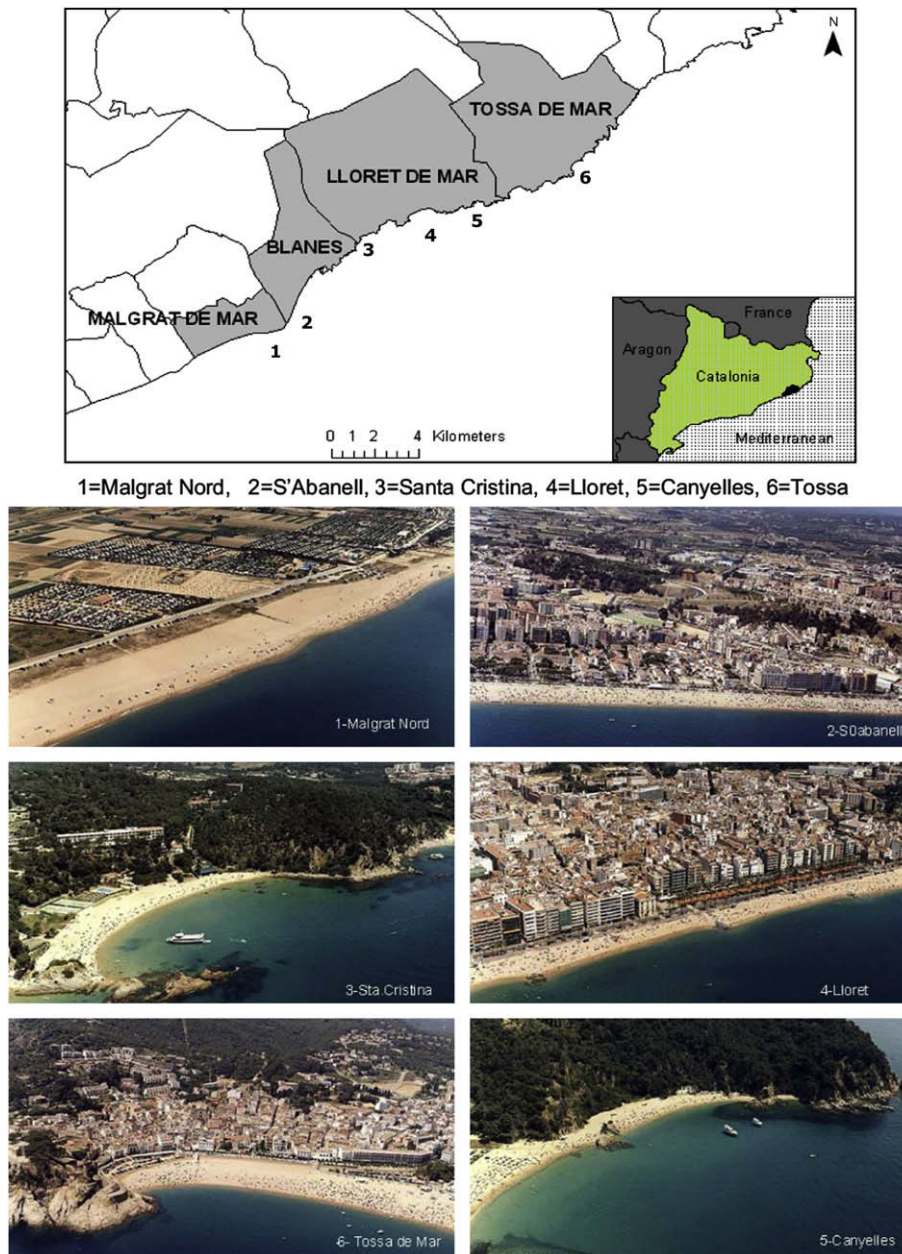 N
TOSSA DE MAR
6
LLORET DE MAR
5
4
BLANES
3
MALGRAT DE MAR
2
1
France
Aragon
Catalonia
Mediterranean
0 1 2 4 Kilometers
1=Malgrat Nord, 2=S'Abanell, 3=Santa Cristina, 4=Lloret, 5=Canyelles, 6=Tossa
1-Malgrat Nord
2-S0abanell
3-Sta.Cristina
4-Lloret
6- Tossa de Mar
5-Canyelles